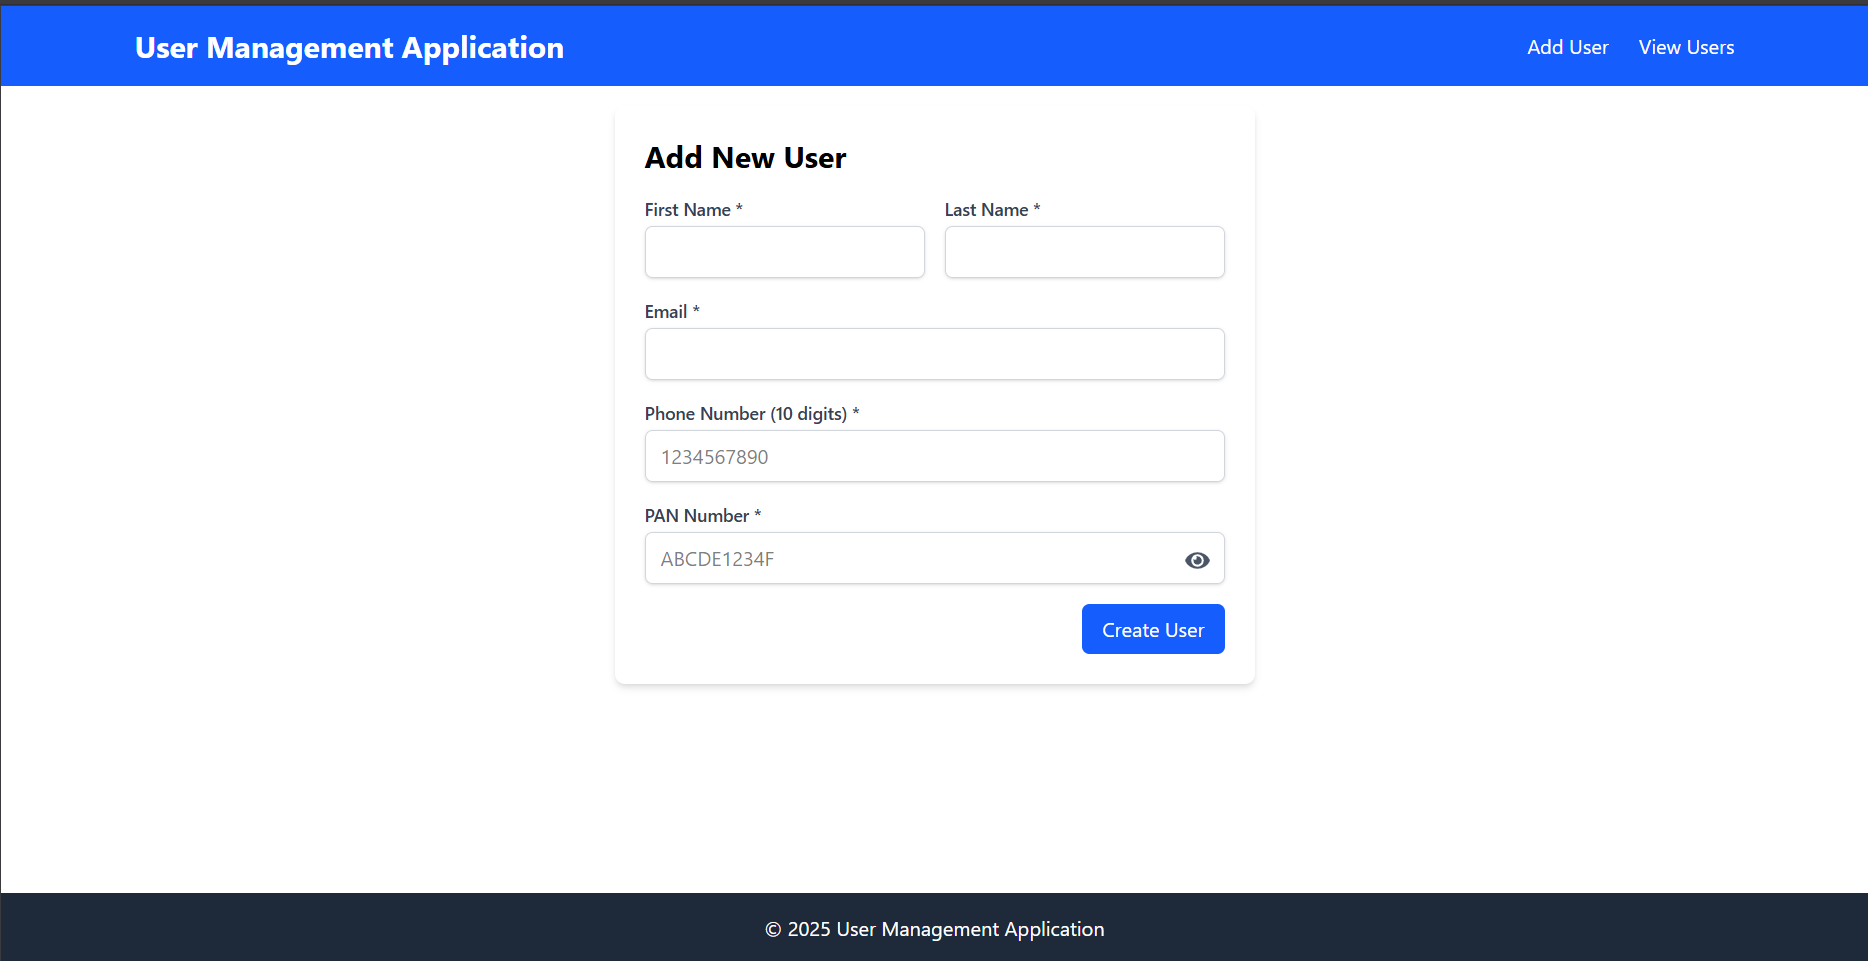 User Management Application
Add User View Users
Add New User
First Name * Last Name *
Email *
Phone Number (10 digits) *
1234567890
PAN Number *
ABCDE1234F
Create User
© 2025 User Management Application